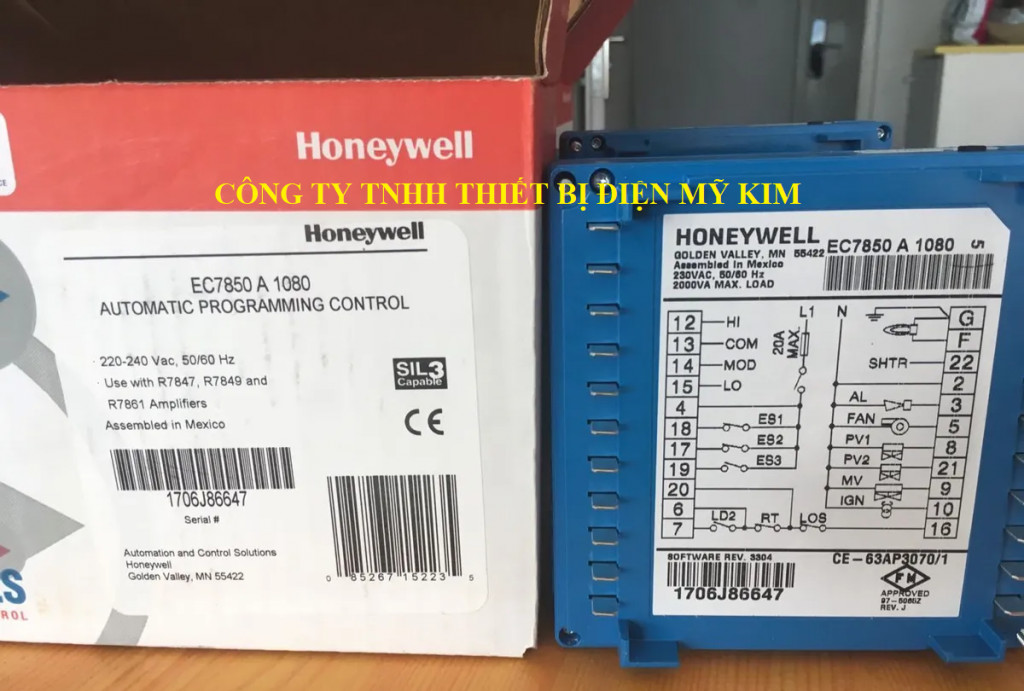 Honeywell
CÔNG TY TNHH THIẾT BỊ ĐIỆN MỸ KIM
Honeywell
EC7850 A 1080
AUTOMATIC PROGRAMMING CONTROL
· 220-240 Vac, 50/60 Hz
· Use with R7847, R7849 and
R7861 Amplifiers
Assembled in Mexico
SIL3
Capable
CE
1706J86647
Serial #
Automation and Control Solutions
Honeywell
Golden Valley, MN 55422
0 85267 15223 5
HONEYWELL
GOLDEN VALLEY, MN 55422
Assembled in Mexico
230VAC, 50/60 Hz
2000VA MAX. LOAD
EC7850 A 1080 5
12 HI
13 COM
14 MOD
15 LO
4
18 ES1
17 ES2
19 ES3
20
6
7 LD2 RT LOS
L1 N
20A
MAX.
G
F
SHTR 22
2
AL 3
FAN 5
PV1 8
PV2 21
MV 9
IGN 10
16
SOFTWARE REV. 3304
1706J86647
CE-63AP3070/1
FM
APPROVED
REV. J